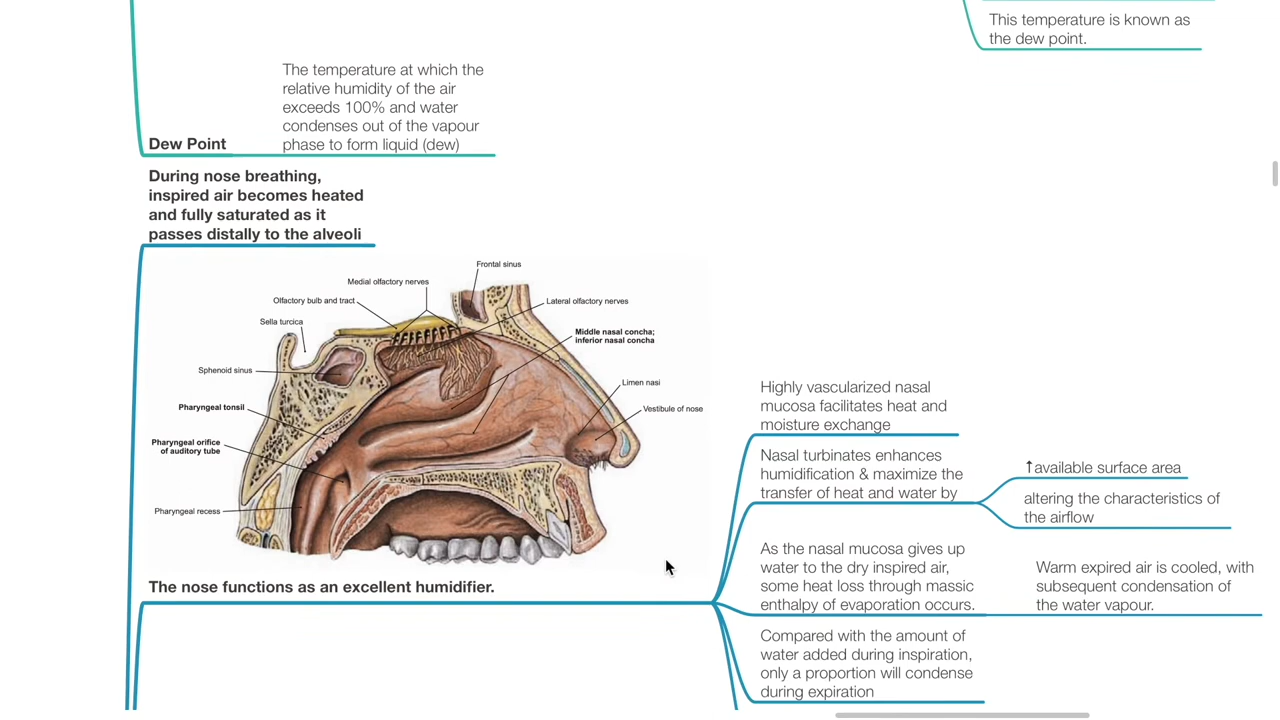 This temperature is known as
the dew point.
The temperature at which the
relative humidity of the air
exceeds 100% and water
condenses out of the vapour
phase to form liquid (dew)
Dew Point
During nose breathing,
inspired air becomes heated
and fully saturated as it
passes distally to the alveoli
Frontal sinus
Medial olfactory nerves
Olfactory bulb and tract
Lateral olfactory nerves
Sella turcica
Middle nasal concha;
inferior nasal concha
Sphenoid sinus
Limen nasi
Pharyngeal tonsil
Vestibule of nose
Pharyngeal orifice
of auditory tube
Pharyngeal recess
The nose functions as an excellent humidifier.
Highly vascularized nasal
mucosa facilitates heat and
moisture exchange
Nasal turbinates enhances
humidification & maximize the
transfer of heat and water by
↑available surface area
altering the characteristics of
the airflow
As the nasal mucosa gives up
water to the dry inspired air,
some heat loss through massic
enthalpy of evaporation occurs.
Warm expired air is cooled, with
subsequent condensation of
the water vapour.
Compared with the amount of
water added during inspiration,
only a proportion will condense
during expiration